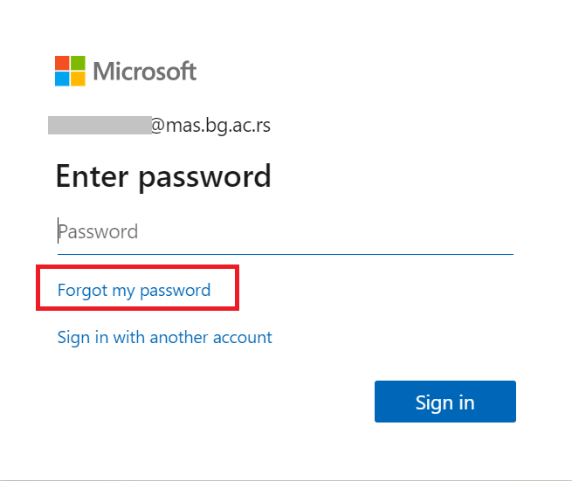 Microsoft
@mas.bg.ac.rs
Enter password
Password
Forgot my password
Sign in with another account
Sign in